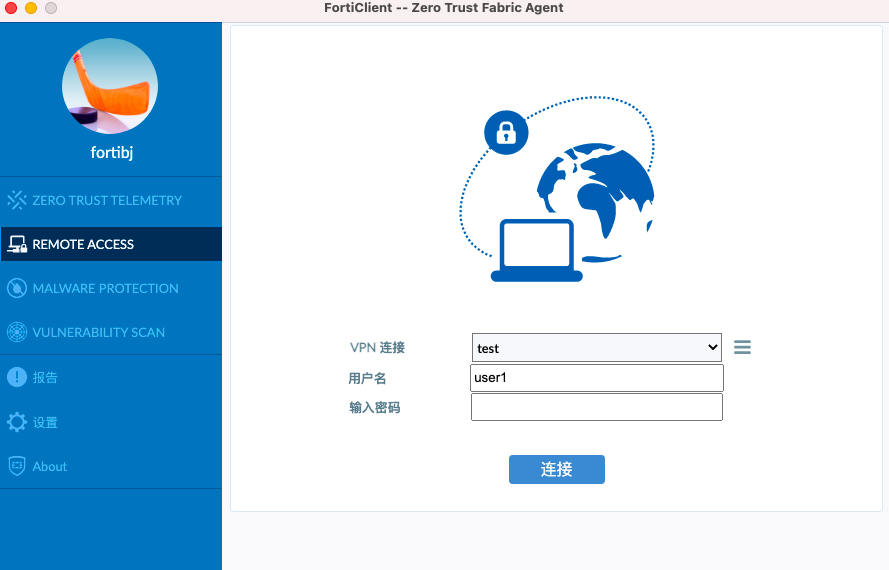 FortiClient -- Zero Trust Fabric Agent
fortibj
ZERO TRUST TELEMETRY
REMOTE ACCESS
MALWARE PROTECTION
VULNERABILITY SCAN
报告
设置
About
VPN 连接
test
用户名
user1
输入密码
连接